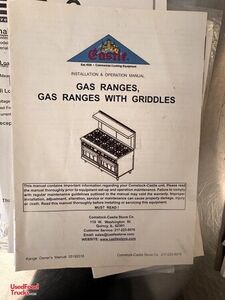 Castle
Commercial Cooking Equipment
INSTALLATION & OPERATION MANUAL
GAS RANGES,
GAS RANGES WITH GRIDDLES
This manual contains important information regarding your Comstock-Castle unit. Please read
the manual thoroughly prior to equipment set-up and operation maintenance. Failure to comply
with regular maintenance guidelines outlined in the manual may void the warranty. Improper
installation, adjustment, alteration, service or maintenance can cause property damage, injury
or death. Read this manual thoroughly before installing or servicing this equipment.
MUST READ!
Comstock-Castle Stove Co.
119 W. Washington St.
Quincy, IL 62301
Customer Service: 217-223-5070
Email: sales@castlestove.com
WEBSITE: www.castlestove.com
Range Owner's Manual
Comstock-Castle Stove Co.
UsedFood
Trucks